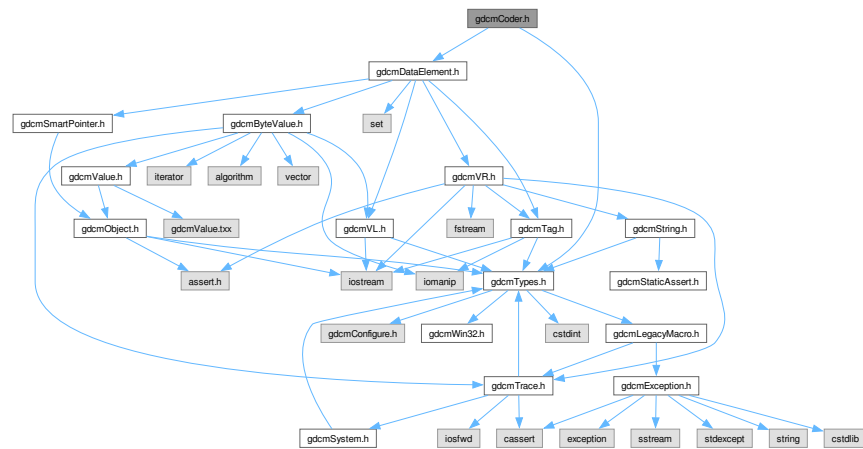 gdcmCoder.h
gdcmDataElement.h
gdcmSmartPointer.h
gdcmByteValue.h
set
gdcmValue.h
iterator
algorithm
vector
gdcmVR.h
gdcmObject.h
gdcmValue.txx
gdcmVL.h
fstream
gdcmTag.h
gdcmString.h
assert.h
iostream
iomanip
gdcmTypes.h
gdcmStaticAssert.h
gdcmConfigure.h
gdcmWin32.h
cstdint
gdcmLegacyMacro.h
gdcmTrace.h
gdcmException.h
gdcmSystem.h
iosfwd
cassert
exception
sstream
stdexcept
string
cstdlib